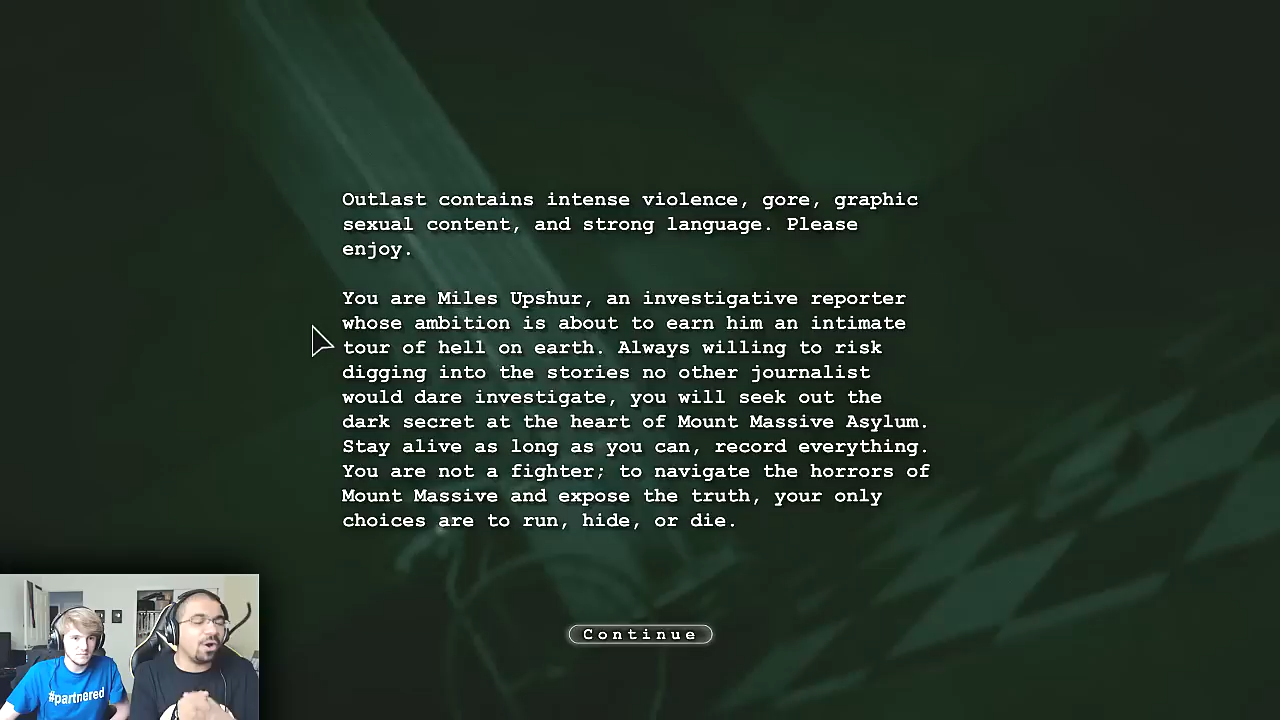 Outlast contains intense violence, gore, graphic
sexual content, and strong language. Please
enjoy.
You are Miles Upshur, an investigative reporter
whose ambition is about to earn him an intimate
tour of hell on earth. Always willing to risk
digging into the stories no other journalist
would dare investigate, you will seek out the
dark secret at the heart of Mount Massive Asylum.
Stay alive as long as you can, record everything.
You are not a fighter; to navigate the horrors of
Mount Massive and expose the truth, your only
choices are to run, hide, or die.
Continue
#partnered